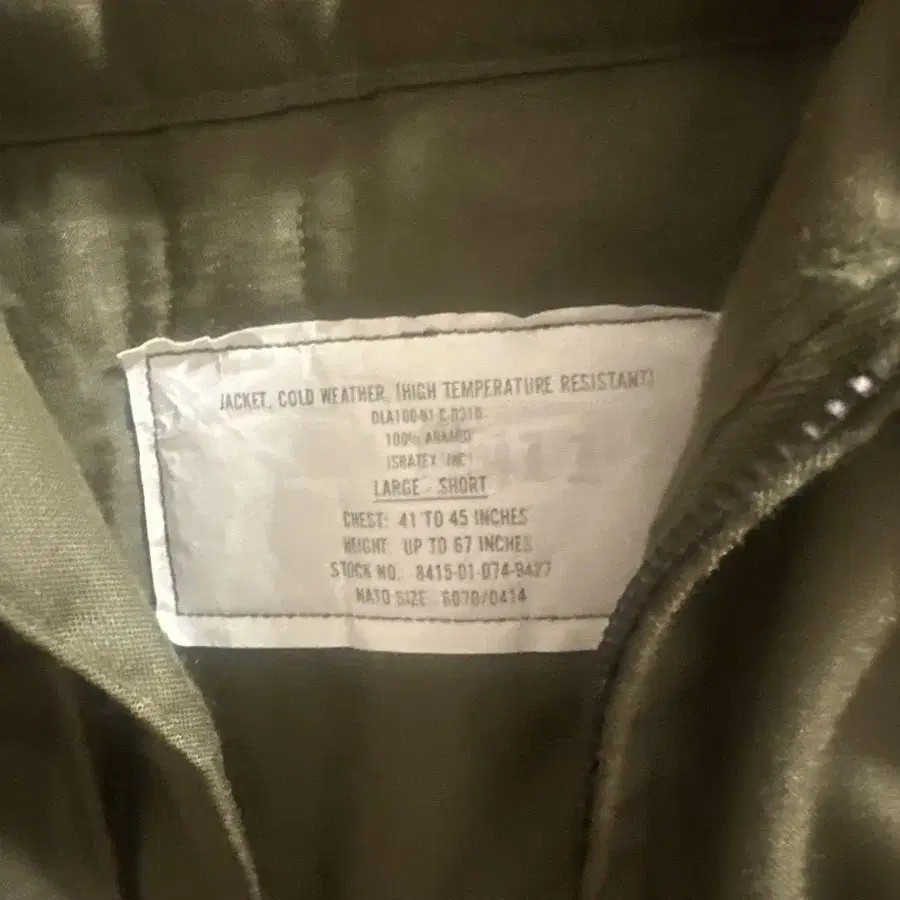 JACKET, COLD WEATHER, (HIGH TEMPERATURE RESISTANT)
100% ARAMID
ISRATEX INC
LARGE - SHORT
CHEST: 41 TO 45 INCHES
HEIGHT: UP TO 67 INCHES
STOCK NO. 8415-01-074-9427
NATO SIZE 6070/0414